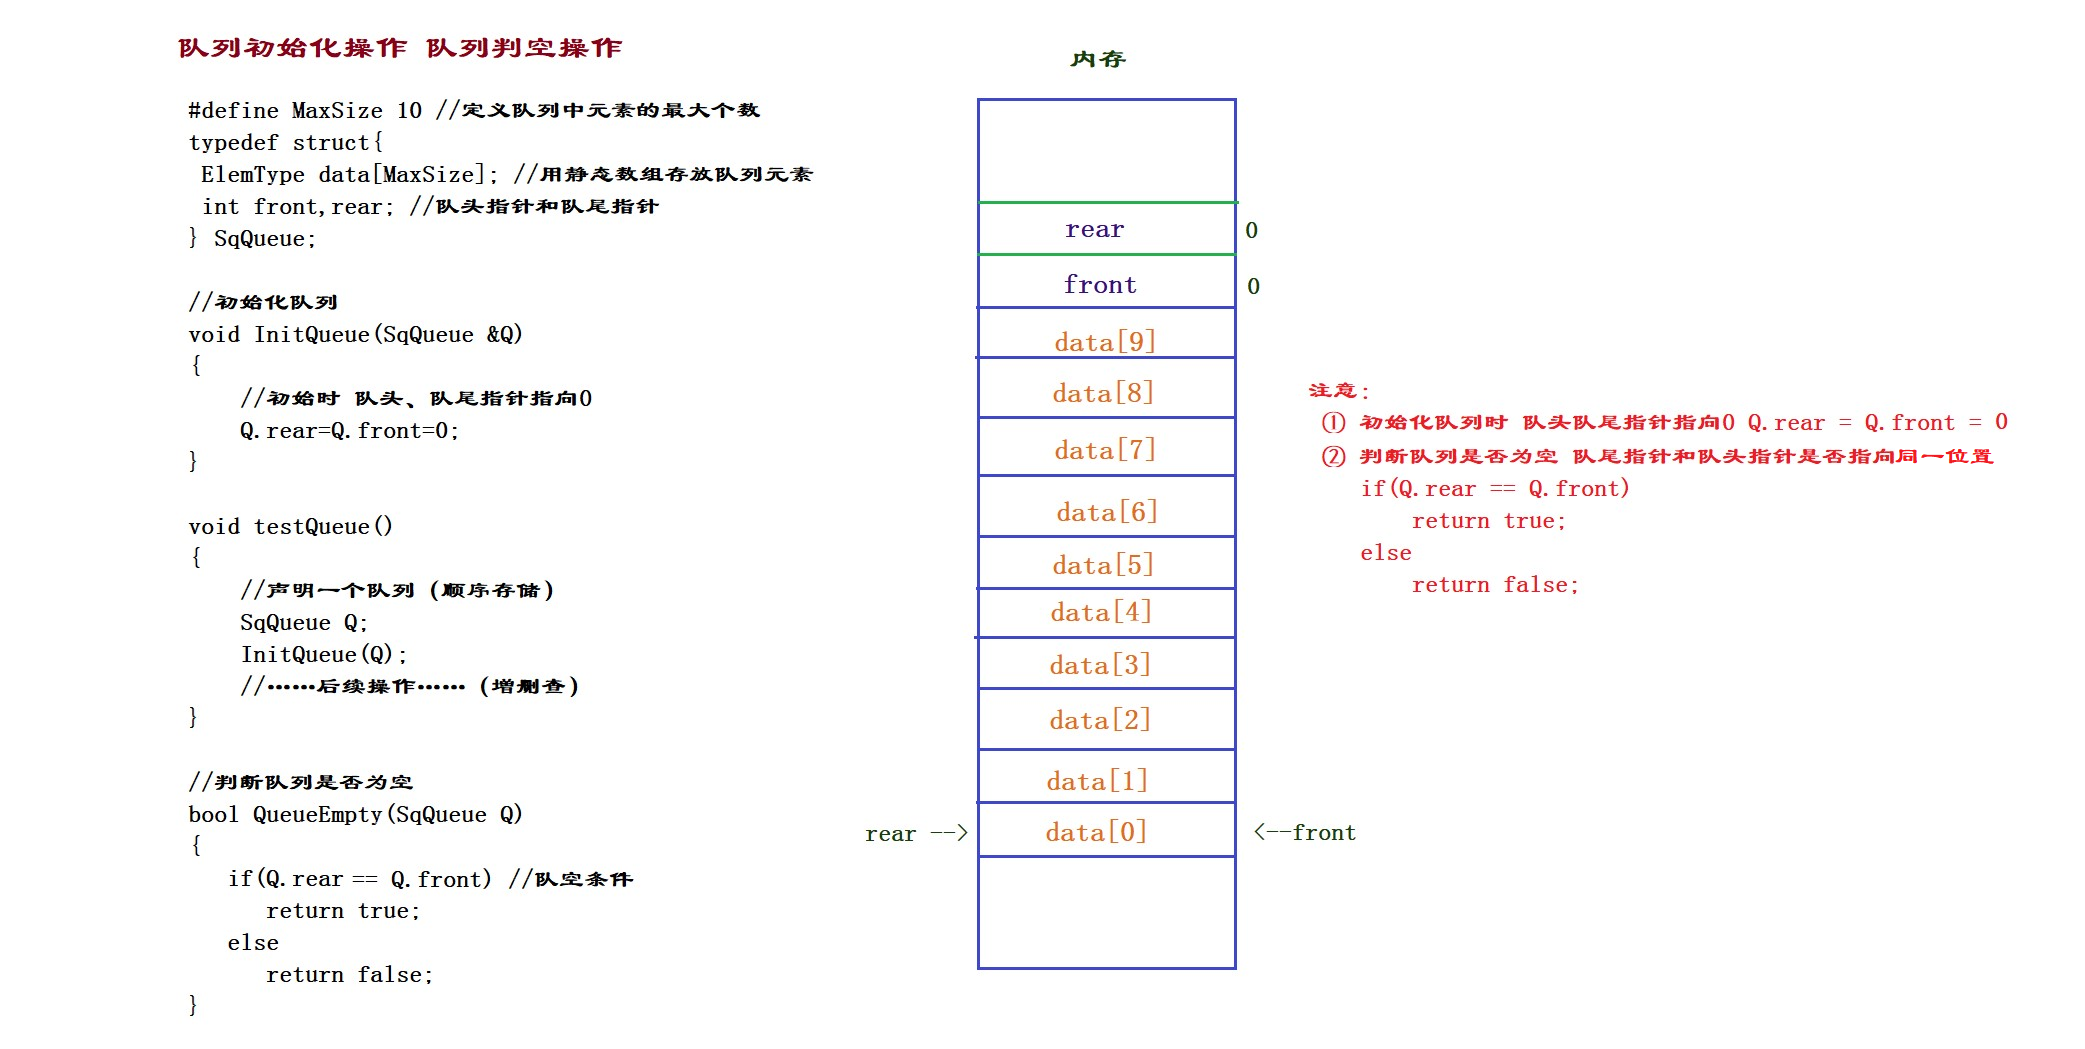 队列初始化操作 队列判空操作
#define MaxSize 10 //定义队列中元素的最大个数
typedef struct{
ElemType data[MaxSize]; //用静态数组存放队列元素
int front,rear; //队头指针和队尾指针
} SqQueue;
//初始化队列
void InitQueue(SqQueue &Q)
{
//初始时 队头、队尾指针指向0
Q.rear=Q.front=0;
}
void testQueue()
{
//声明一个队列（顺序存储）
SqQueue Q;
InitQueue(Q);
//……后续操作……（增删查）
}
//判断队列是否为空
bool QueueEmpty(SqQueue Q)
{
if(Q.rear == Q.front) //队空条件
return true;
else
return false;
}
内存
rear 0
front 0
data[9]
data[8]
data[7]
data[6]
data[5]
data[4]
data[3]
data[2]
data[1]
rear --> data[0] <--front
注意：
① 初始化队列时 队头队尾指针指向0 Q.rear = Q.front = 0
② 判断队列是否为空 队尾指针和队头指针是否指向同一位置
if(Q.rear == Q.front)
return true;
else
return false;